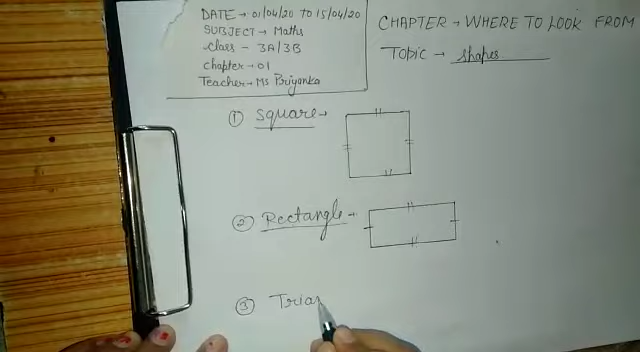 DATE → 01/04/20 TO 15/04/20
SUBJECT → Maths
Class - 3A/3B
Chapter → 01
Teacher → Ms Priyanka
CHAPTER → WHERE TO LOOK FROM
TOPIC → shapes
① Square →
② Rectangle →
③ Trian